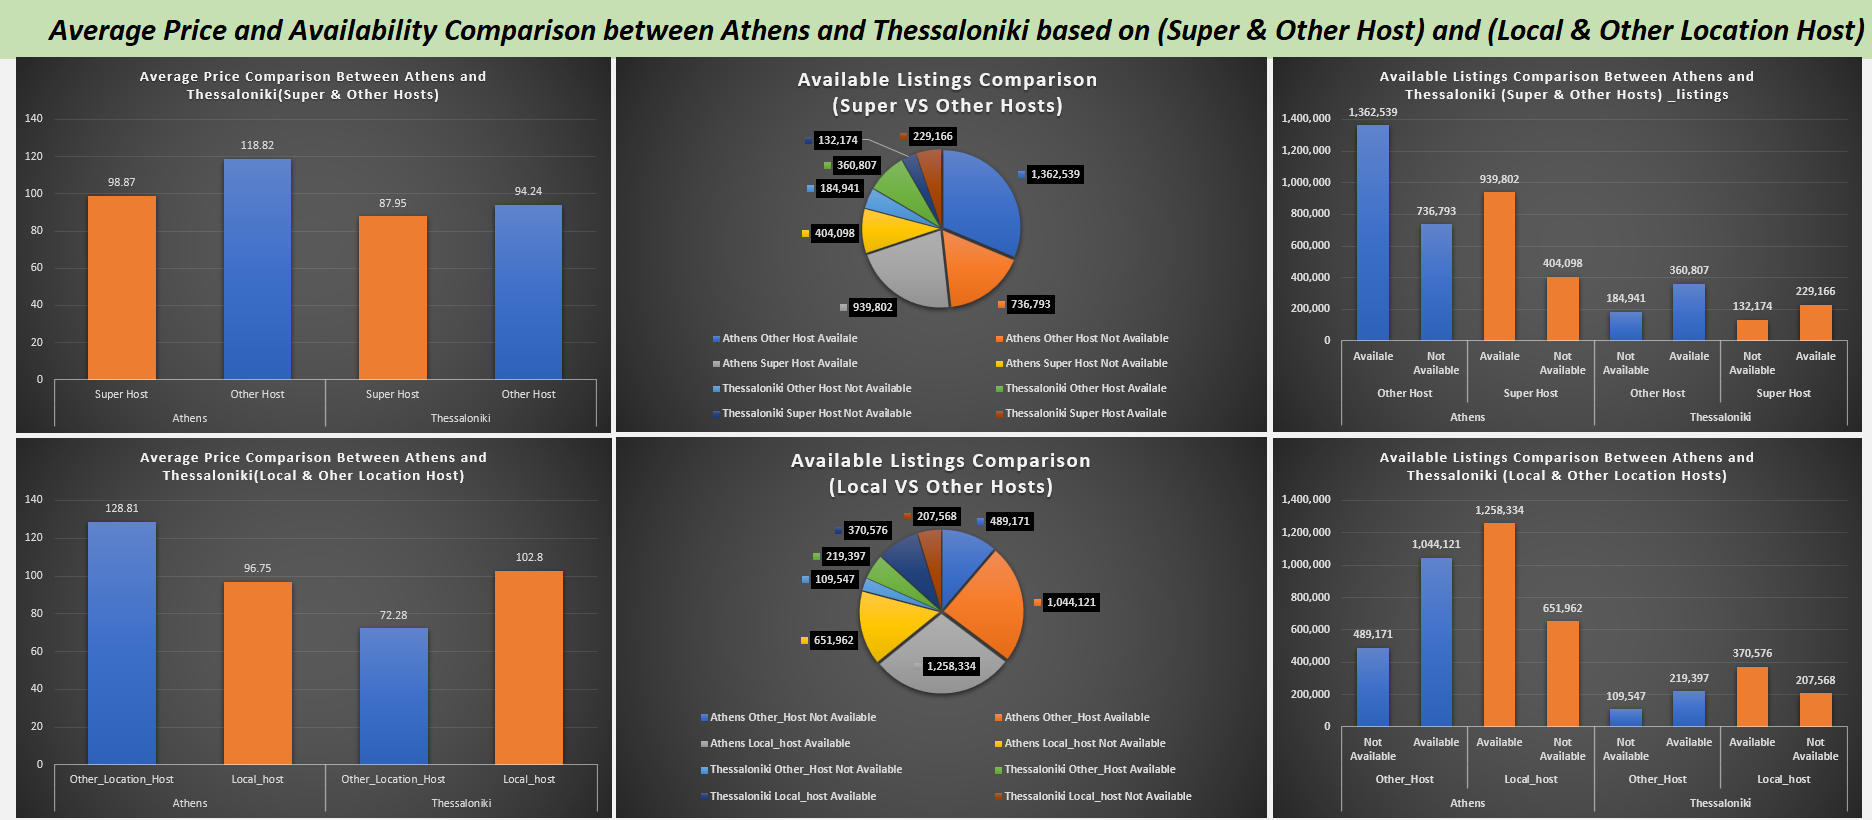 Average Price and Availability Comparison between Athens and Thessaloniki based on (Super & Other Host) and (Local & Other Location Host)
Average Price Comparison Between Athens and
Thessaloniki(Super & Other Hosts)
140
120
100
80
60
40
20
0
98.87
118.82
87.95
94.24
Super Host
Other Host
Super Host
Other Host
Athens
Thessaloniki
Available Listings Comparison
(Super VS Other Hosts)
132,174
229,166
360,807
1,362,539
184,941
404,098
939,802
736,793
Athens Other Host Availale
Athens Other Host Not Available
Athens Super Host Available
Athens Super Host Not Available
Thessaloniki Other Host Not Available
Thessaloniki Other Host Availale
Thessaloniki Super Host Not Available
Thessaloniki Super Host Availale
Available Listings Comparison Between Athens and
Thessaloniki (Super & Other Hosts) _listings
1,400,000
1,200,000
1,000,000
800,000
600,000
400,000
200,000
0
1,362,539
736,793
939,802
404,098
184,941
360,807
132,174
229,166
Availale
Not
Available
Availale
Not
Available
Not
Available
Availale
Not
Available
Availale
Other Host
Super Host
Other Host
Super Host
Athens
Thessaloniki
Average Price Comparison Between Athens and
Thessaloniki(Local & Oher Location Host)
140
120
100
80
60
40
20
0
128.81
96.75
72.28
102.8
Other_Location_Host
Local_host
Other_Location_Host
Local_host
Athens
Thessaloniki
Available Listings Comparison
(Local VS Other Hosts)
207,568
489,171
370,576
219,397
109,547
1,044,121
651,962
1,258,334
Athens Other_Host Not Available
Athens Other_Host Available
Athens Local_host Available
Athens Local_host Not Available
Thessaloniki Other_Host Not Available
Thessaloniki Other_Host Available
Thessaloniki Local_host Available
Thessaloniki Local_host Not Available
Available Listings Comparison Between Athens and
Thessaloniki (Local & Other Location Hosts)
1,400,000
1,200,000
1,000,000
800,000
600,000
400,000
200,000
0
489,171
1,044,121
1,258,334
651,962
109,547
219,397
370,576
207,568
Not
Available
Available
Available
Not
Available
Not
Available
Available
Available
Not
Available
Other_Host
Local_host
Other_Host
Local_host
Athens
Thessaloniki